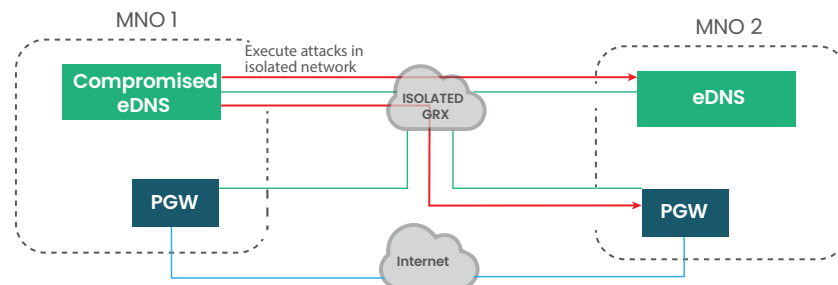 MNO 1
MNO 2
Execute attacks in
isolated network
Compromised
eDNS
ISOLATED
GRX
eDNS
PGW
PGW
Internet